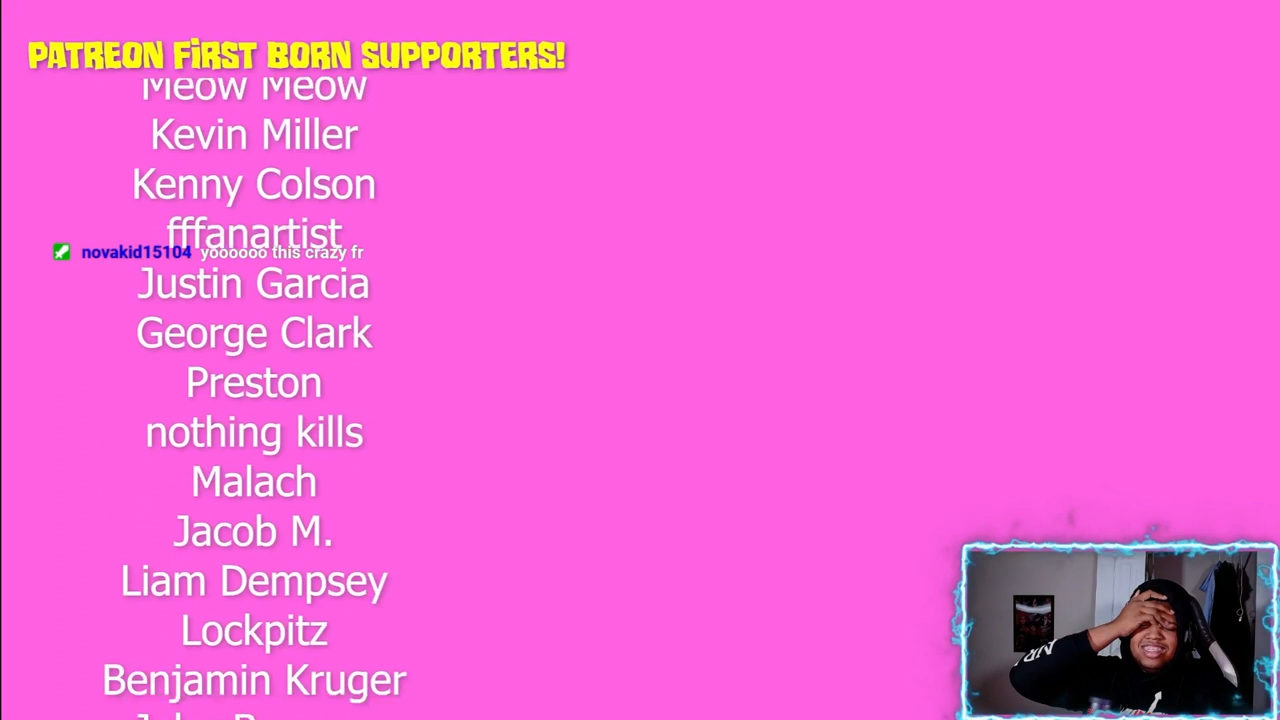 PATREON FIRST BORN SUPPORTERS!
Meow Meow
Kevin Miller
Kenny Colson
fffanartist
novakid15104 yoooooo this crazy fr
Justin Garcia
George Clark
Preston
nothing kills
Malach
Jacob M.
Liam Dempsey
Lockpitz
Benjamin Kruger